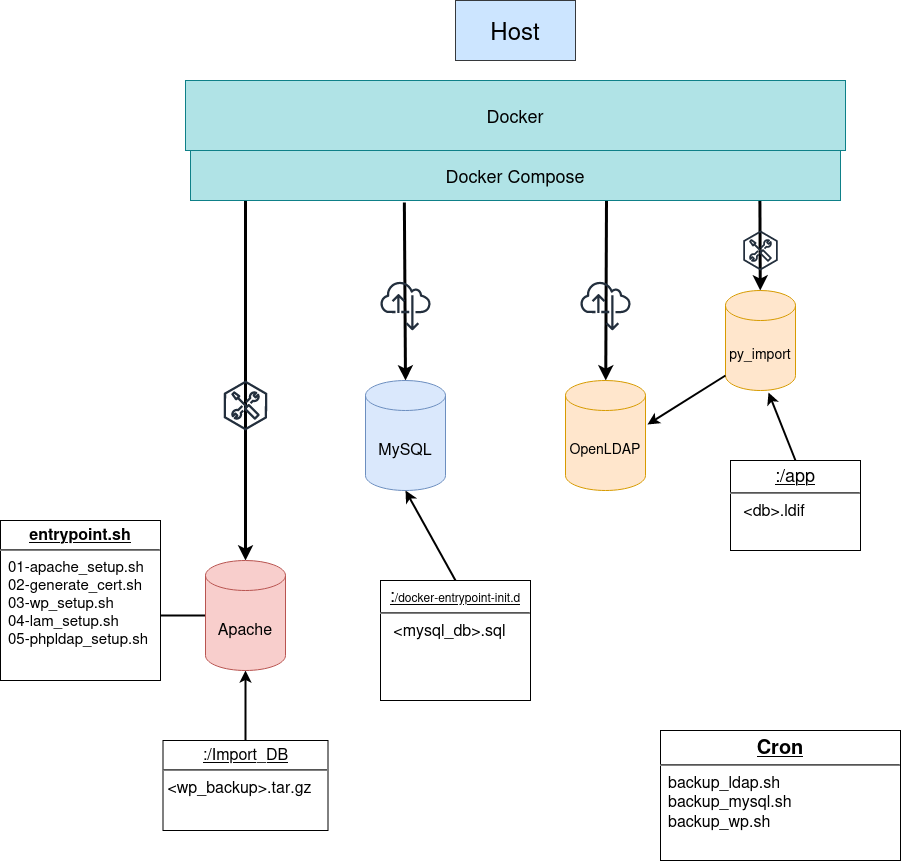 Host
Docker
Docker Compose
py_import
MySQL
OpenLDAP
:/app
<db>.ldif
entrypoint.sh
01-apache_setup.sh
02-generate_cert.sh
03-wp_setup.sh
04-lam_setup.sh
05-phpldap_setup.sh
Apache
:/docker-entrypoint-init.d
<mysql_db>.sql
:/Import_DB
<wp_backup>.tar.gz
Cron
backup_ldap.sh
backup_mysql.sh
backup_wp.sh